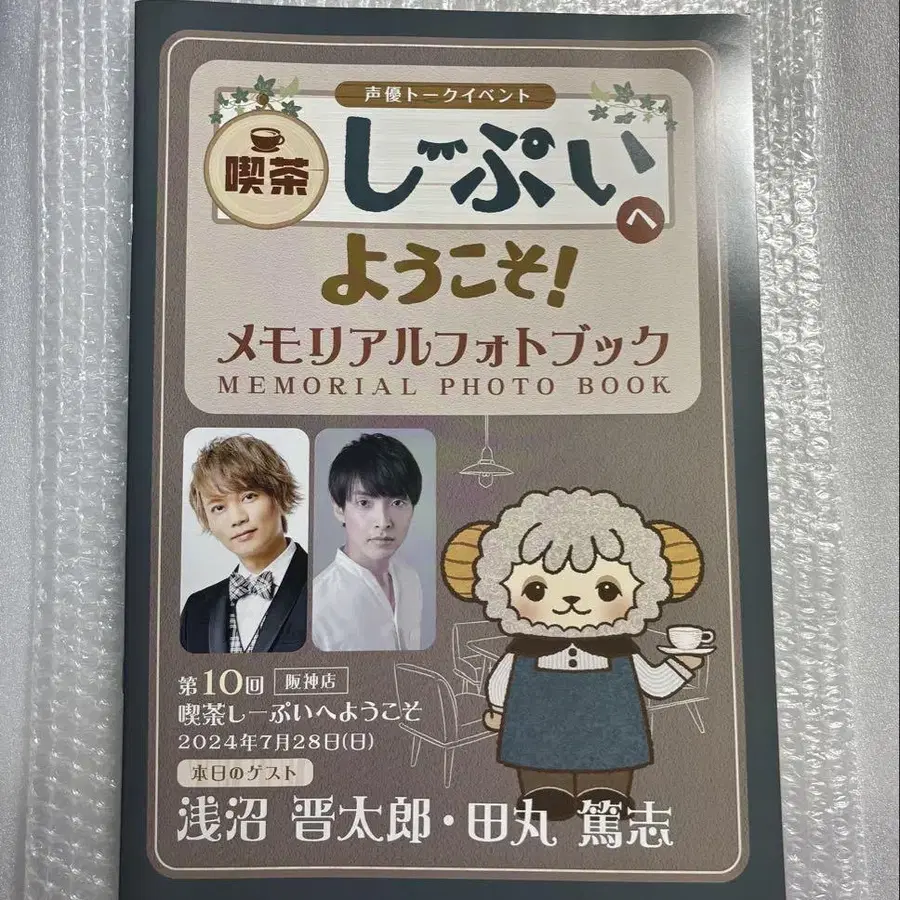 声優トークイベント
喫茶
しーぷぃ
へ
ようこそ!
メモリアルフォトブック
MEMORIAL PHOTO BOOK
第10回 阪神店
喫茶しーぷぃへようこそ
2024年7月28日(日)
本日のゲスト
浅沼 晋太郎・田丸 篤志